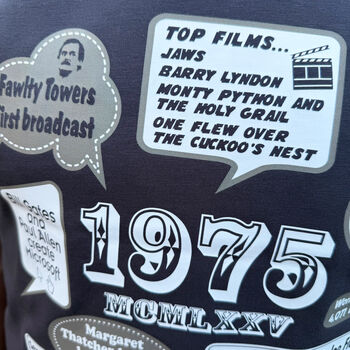 Fawlty Towers
first broadcast
TOP FILMS...
JAWS
BARRY LYNDON
MONTY PYTHON AND
THE HOLY GRAIL
ONE FLEW OVER
THE CUCKOO'S NEST
Bill Gates
and
Paul Allen
create
Microsoft
1975
MCMLXXV
Margaret
Thatcher